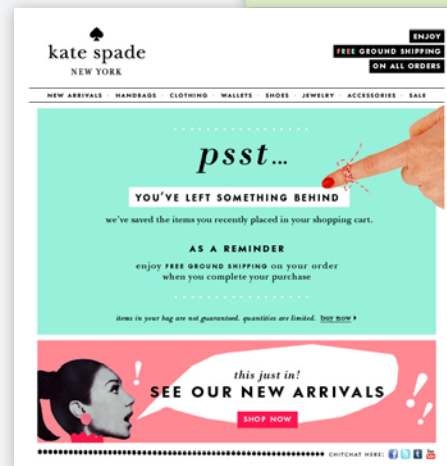 kate spade
NEW YORK
ENJOY
FREE GROUND SHIPPING
ON ALL ORDERS
NEW ARRIVALS · HANDBAGS · CLOTHING · WALLETS · SHOES · JEWELRY · ACCESSORIES · SALE
psst...
YOU'VE LEFT SOMETHING BEHIND
we've saved the items you recently placed in your shopping cart.
AS A REMINDER
enjoy FREE GROUND SHIPPING on your order
when you complete your purchase
items in your bag are not guaranteed. quantities are limited. buy now
this just in!
SEE OUR NEW ARRIVALS
SHOP NOW
CHITCHAT HERE: